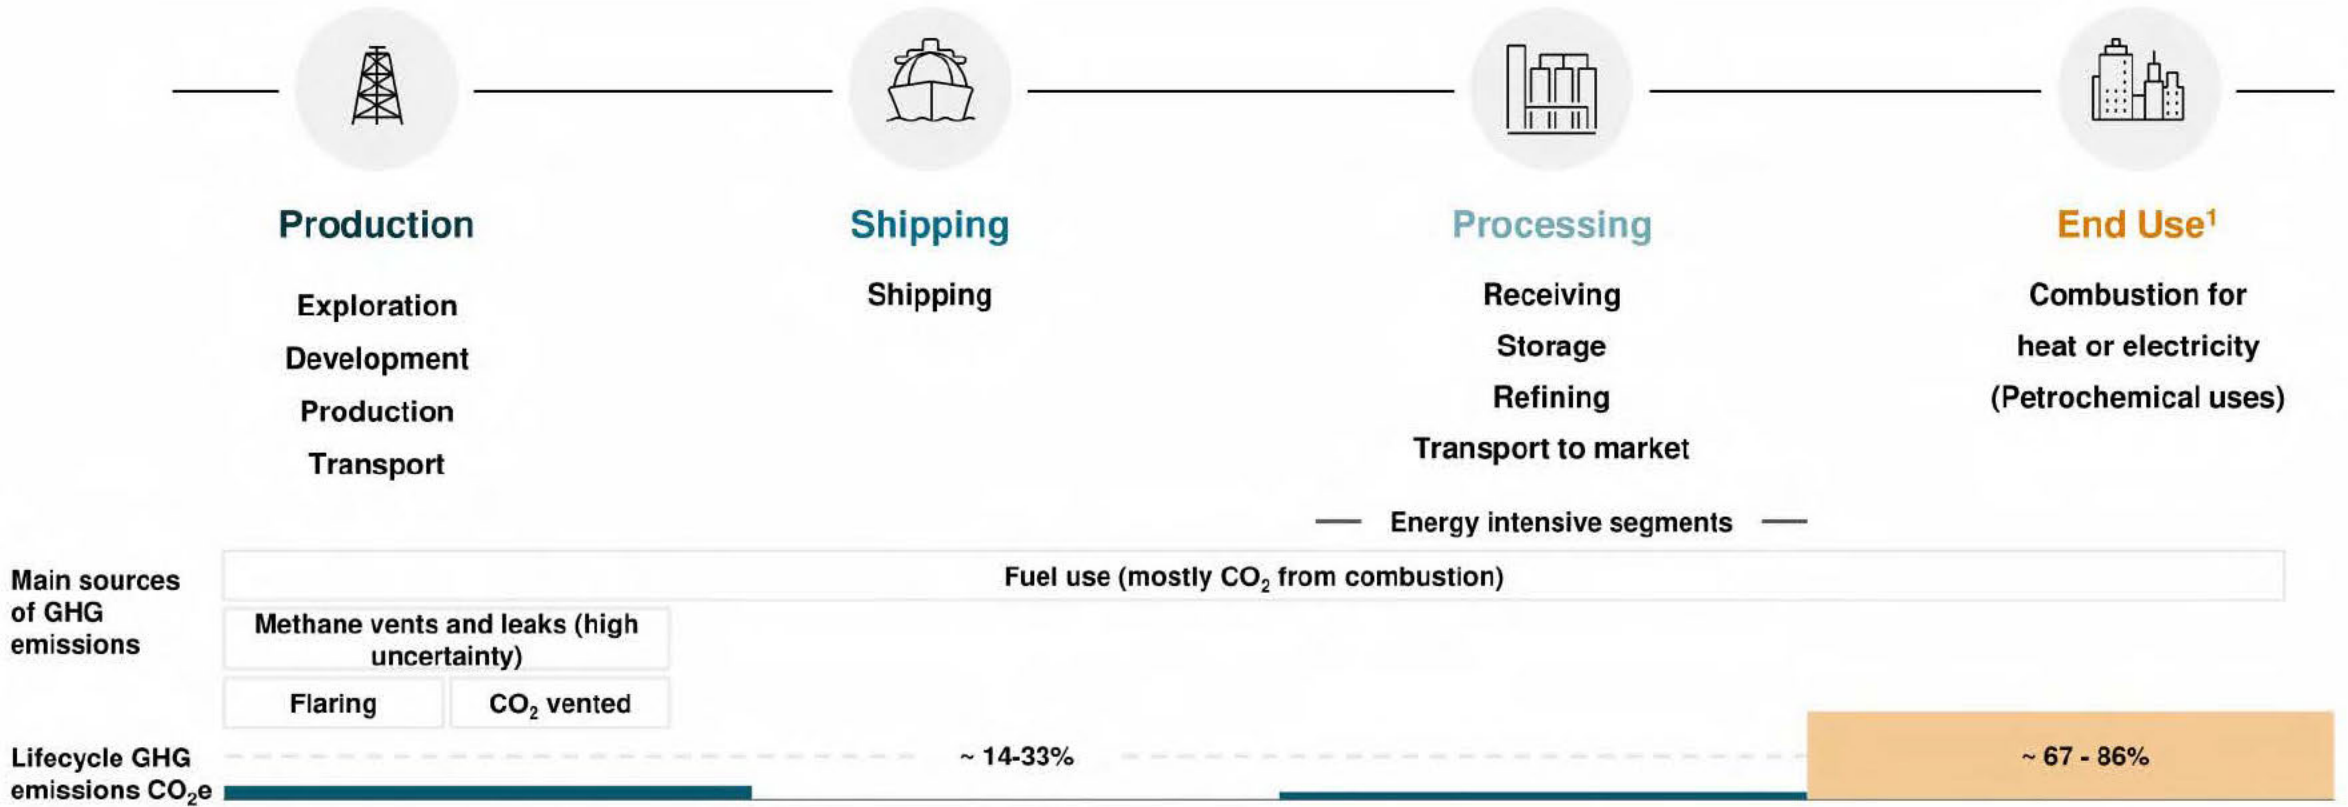 Production
Exploration
Development
Production
Transport
Shipping
Shipping
Processing
Receiving
Storage
Refining
Transport to market
End Use¹
Combustion for
heat or electricity
(Petrochemical uses)
Energy intensive segments
Main sources
of GHG
emissions
Fuel use (mostly CO₂ from combustion)
Methane vents and leaks (high
uncertainty)
Flaring
CO₂ vented
Lifecycle GHG
emissions CO₂e
~ 14-33%
~ 67 - 86%